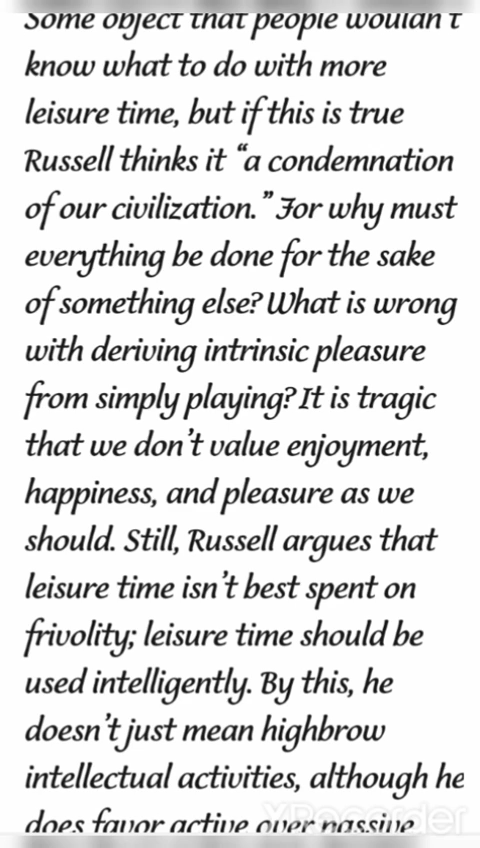 Some object that people wouldn't
know what to do with more
leisure time, but if this is true
Russell thinks it “a condemnation
of our civilization.” For why must
everything be done for the sake
of something else? What is wrong
with deriving intrinsic pleasure
from simply playing? It is tragic
that we don't value enjoyment,
happiness, and pleasure as we
should. Still, Russell argues that
leisure time isn't best spent on
frivolity; leisure time should be
used intelligently. By this, he
doesn't just mean highbrow
intellectual activities, although he
does favor active over passive
XRecorder